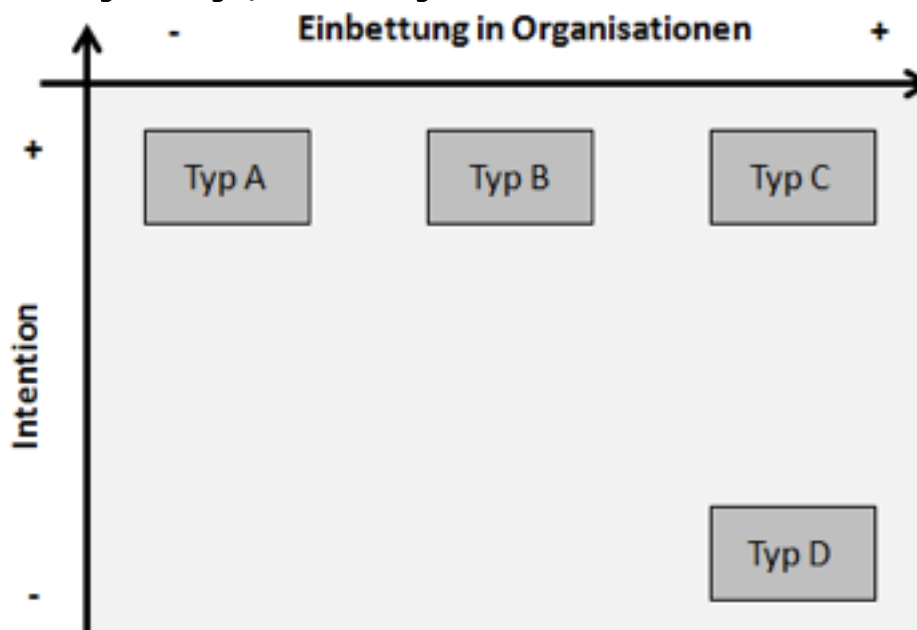 - Einbettung in Organisationen +
+
Typ A Typ B Typ C
Intention
Typ D
-